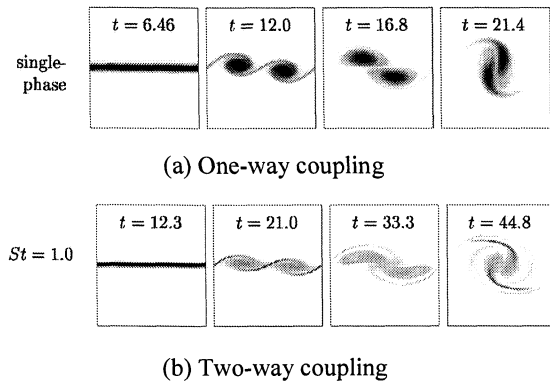 single-phase
t = 6.46
t = 12.0
t = 16.8
t = 21.4
(a) One-way coupling
St = 1.0
t = 12.3
t = 21.0
t = 33.3
t = 44.8
(b) Two-way coupling